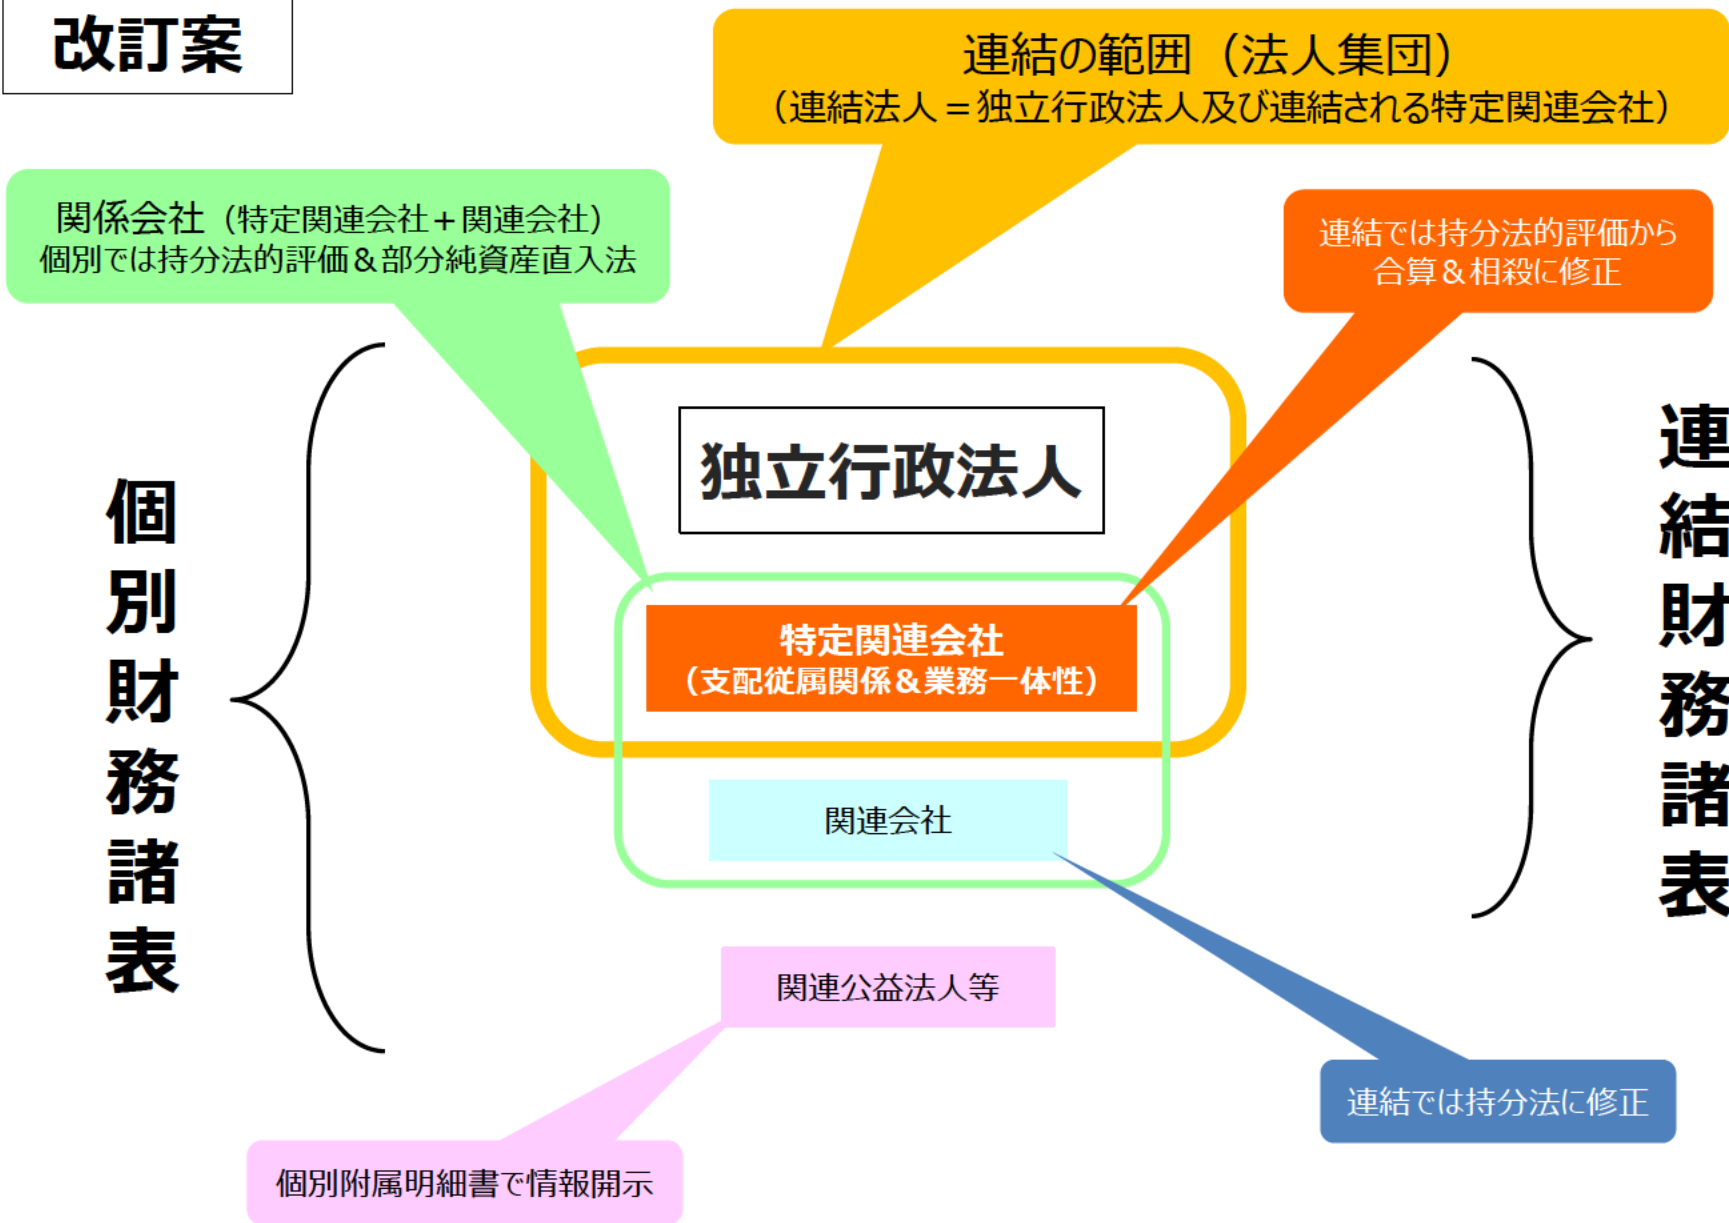 改訂案
連結の範囲（法人集団）
（連結法人＝独立行政法人及び連結される特定関連会社）
関係会社（特定関連会社＋関連会社）
個別では持分法的評価＆部分純資産直入法
連結では持分法的評価から
合算＆相殺に修正
独立行政法人
個別財務諸表
連結財務諸表
特定関連会社
（支配従属関係＆業務一体性）
関連会社
関連公益法人等
連結では持分法に修正
個別附属明細書で情報開示